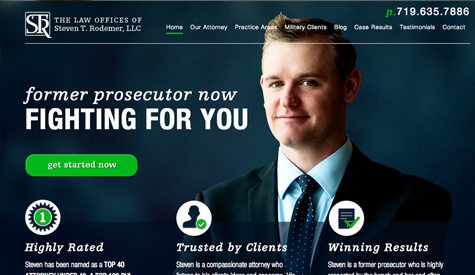 SR
THE LAW OFFICES OF
Steven T. Rodemer, LLC
p.719.635.7886
Home Our Attorney Practice Areas Military Clients Blog Case Results Testimonials Contact
former prosecutor now
FIGHTING FOR YOU
get started now
1
Highly Rated
Trusted by Clients
Winning Results
Steven has been named as a TOP 40
Steven is a compassionate attorney who
Steven is a former prosecutor who is highly